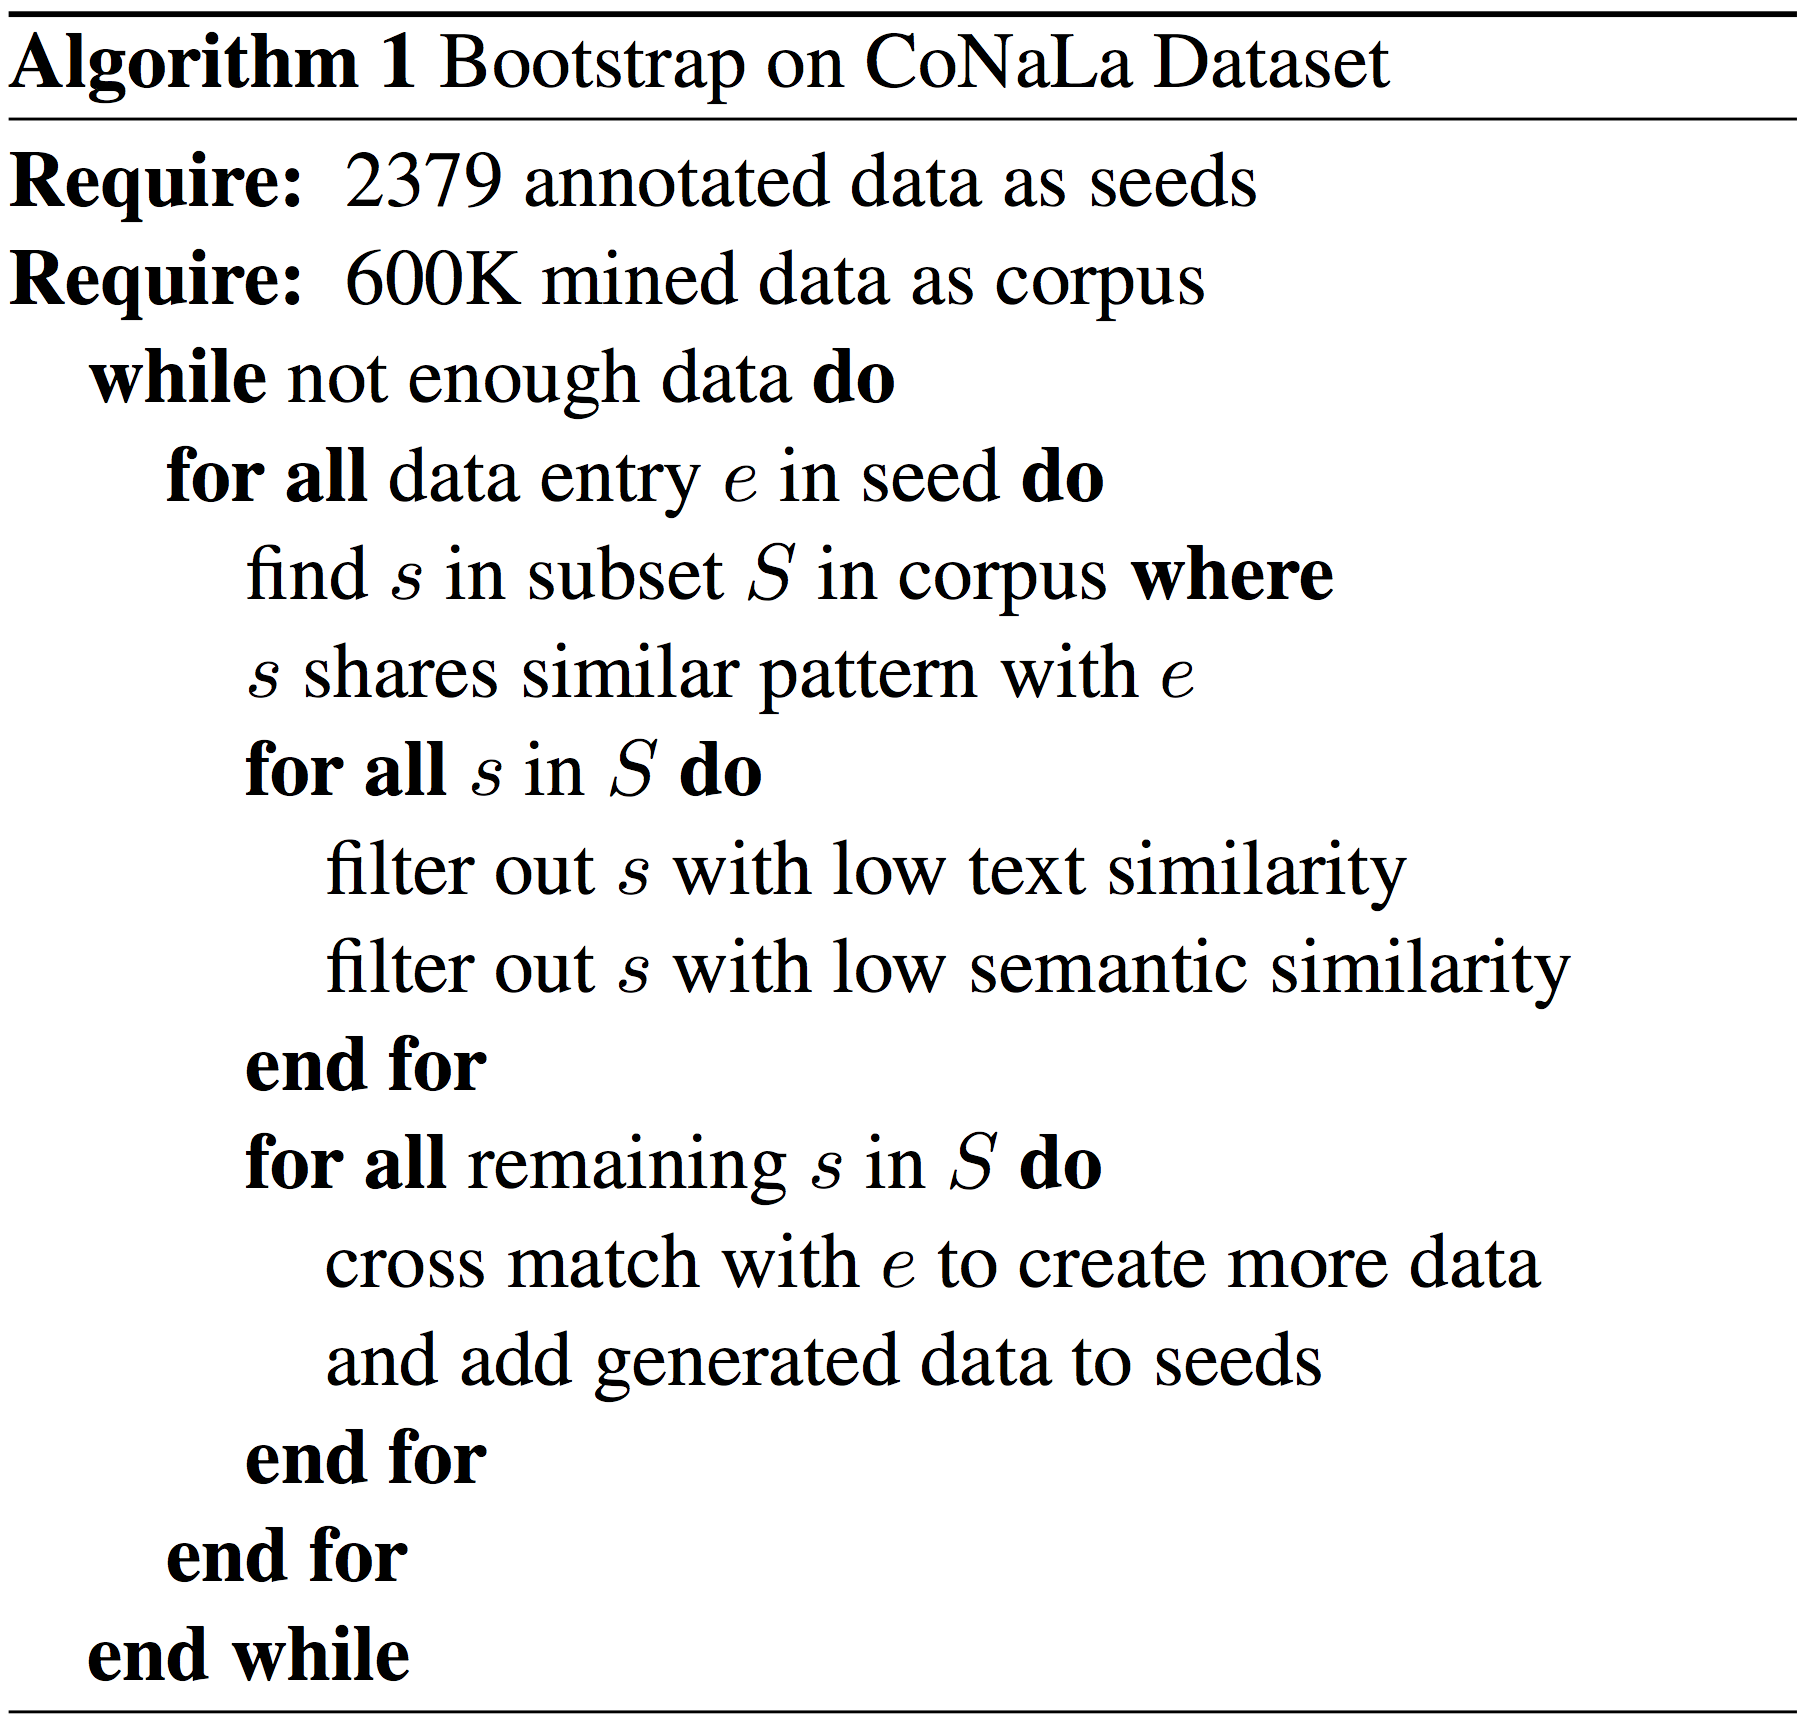 Algorithm 1 Bootstrap on CoNaLa Dataset
Require: 2379 annotated data as seeds
Require: 600K mined data as corpus
while not enough data do
for all data entry e in seed do
find s in subset S in corpus where
s shares similar pattern with e
for all s in S do
filter out s with low text similarity
filter out s with low semantic similarity
end for
for all remaining s in S do
cross match with e to create more data
and add generated data to seeds
end for
end for
end while